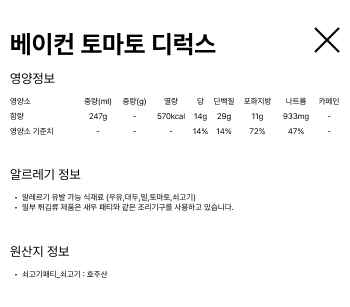 베이컨 토마토 디럭스
영양정보
영양소 중량(ml) 중량(g) 열량 당 단백질 포화지방 나트륨 카페인
함량 247g - 570kcal 14g 29g 11g 933mg -
영양소 기준치 - - - 14% 14% 72% 47% -
알르레기 정보
• 알레르기 유발 가능 식재료 (우유,대두,밀,토마토,쇠고기)
• 일부 튀김류 제품은 새우 패티와 같은 조리기구를 사용하고 있습니다.
원산지 정보
• 쇠고기패티_쇠고기 : 호주산